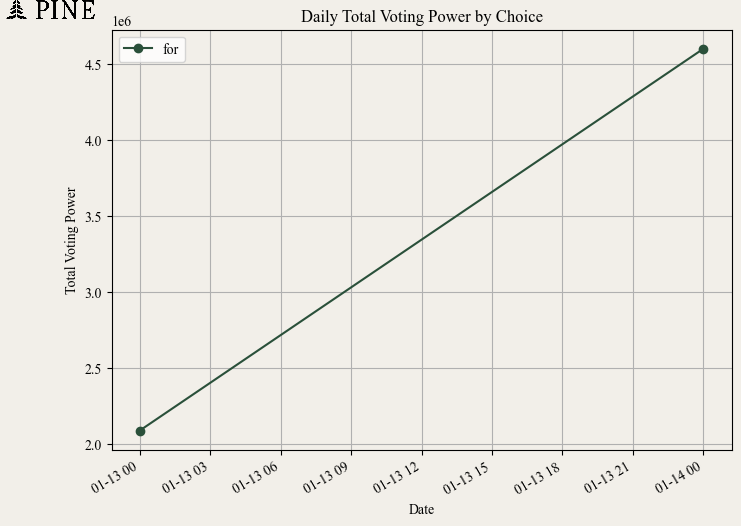 PINE
Daily Total Voting Power by Choice
1e6
for
4.5
4.0
3.5
3.0
2.5
2.0
Total Voting Power
01-13 00
01-13 03
01-13 06
01-13 09
01-13 12
01-13 15
01-13 18
01-13 21
01-14 00
Date